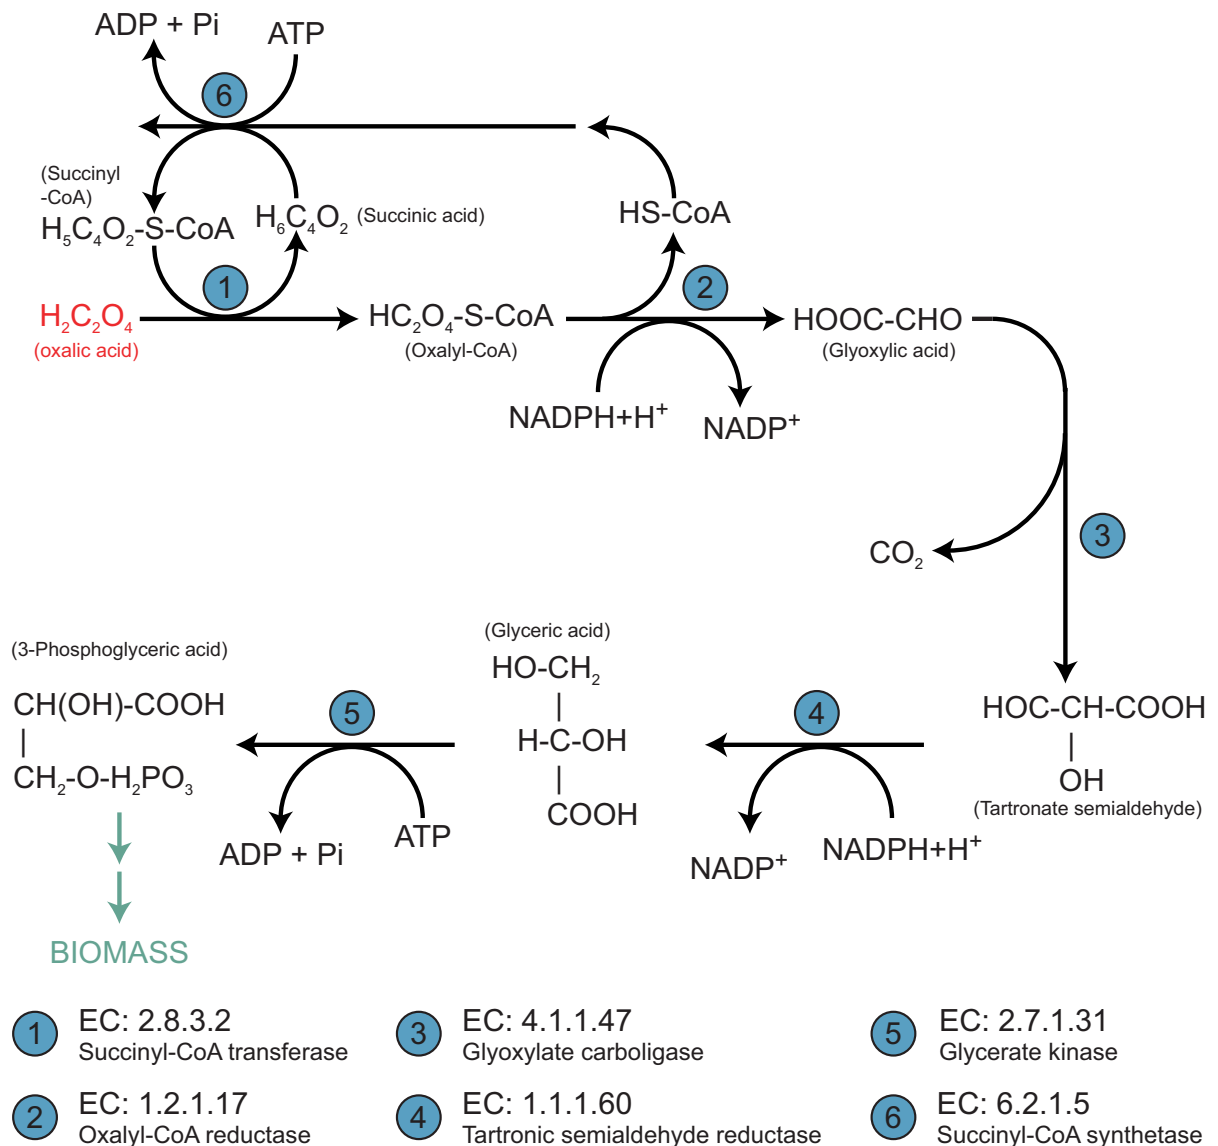 ADP + Pi
ATP
6
(Succinyl
-CoA)
H₅C₄O₂-S-CoA
H₆C₄O₂ (Succinic acid)
HS-CoA
1
2
H₂C₂O₄
(oxalic acid)
HC₂O₄-S-CoA
(Oxalyl-CoA)
HOOC-CHO
(Glyoxylic acid)
NADPH+H⁺
NADP⁺
CO₂
3
(3-Phosphoglyceric acid)
CH(OH)-COOH
|
CH₂-O-H₂PO₃
5
(Glyceric acid)
HO-CH₂
|
H-C-OH
|
COOH
4
HOC-CH-COOH
|
OH
(Tartronate semialdehyde)
ADP + Pi
ATP
NADP⁺
NADPH+H⁺
BIOMASS
1 EC: 2.8.3.2
Succinyl-CoA transferase
2 EC: 1.2.1.17
Oxalyl-CoA reductase
3 EC: 4.1.1.47
Glyoxylate carboligase
4 EC: 1.1.1.60
Tartronic semialdehyde reductase
5 EC: 2.7.1.31
Glycerate kinase
6 EC: 6.2.1.5
Succinyl-CoA synthetase